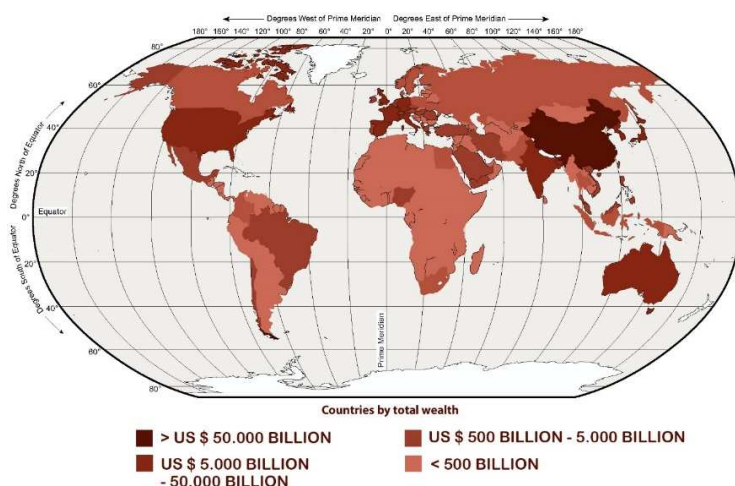 Degrees West of Prime Meridian Degrees East of Prime Meridian
180° 160° 140° 120° 100° 80° 60° 40° 20° 0° 20° 40° 60° 80° 100° 120° 140° 160° 180°
80°
60°
40°
20°
0°
20°
40°
60°
80°
Degrees North of Equator
Equator
Degrees South of Equator
Prime Meridian
Countries by total wealth
> US $ 50.000 BILLION
US $ 5.000 BILLION
- 50.000 BILLION
US $ 500 BILLION - 5.000 BILLION
< 500 BILLION